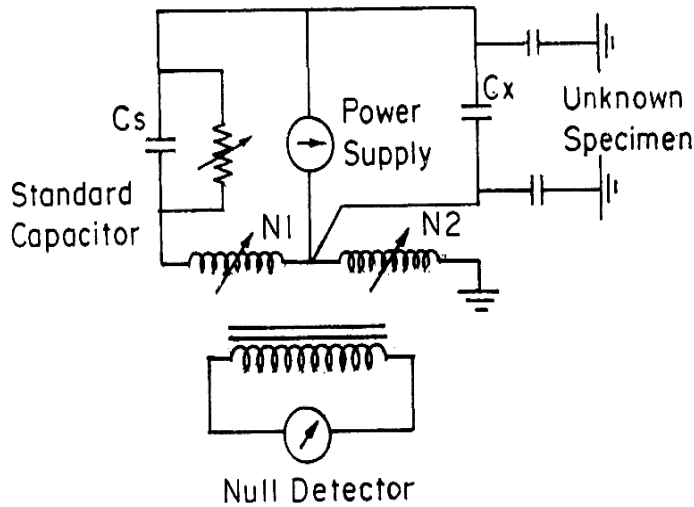 Cs
Standard
Capacitor
Power
Supply
Cx
Unknown
Specimen
N1
N2
Null Detector